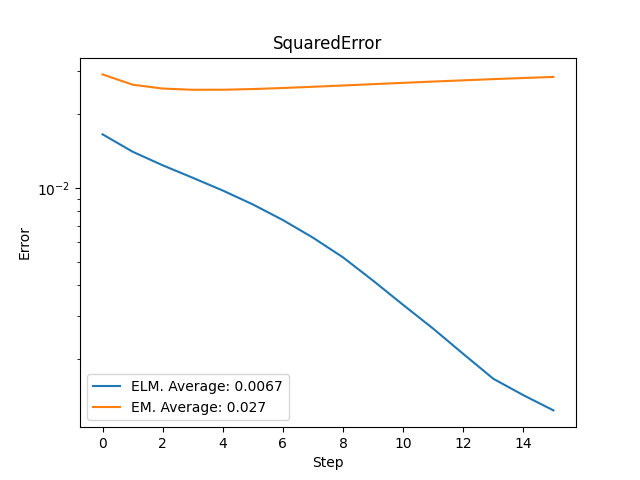 SquaredError
Error
10⁻²
ELM. Average: 0.0067
EM. Average: 0.027
0 2 4 6 8 10 12 14
Step